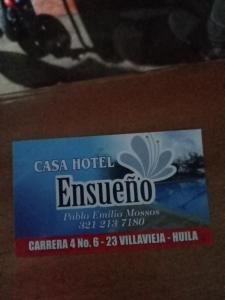 CASA HOTEL
Ensueño
Pablo Emilio Mossos
321 213 7180
CARRERA 4 No. 6 - 23 VILLAVIEJA - HUILA